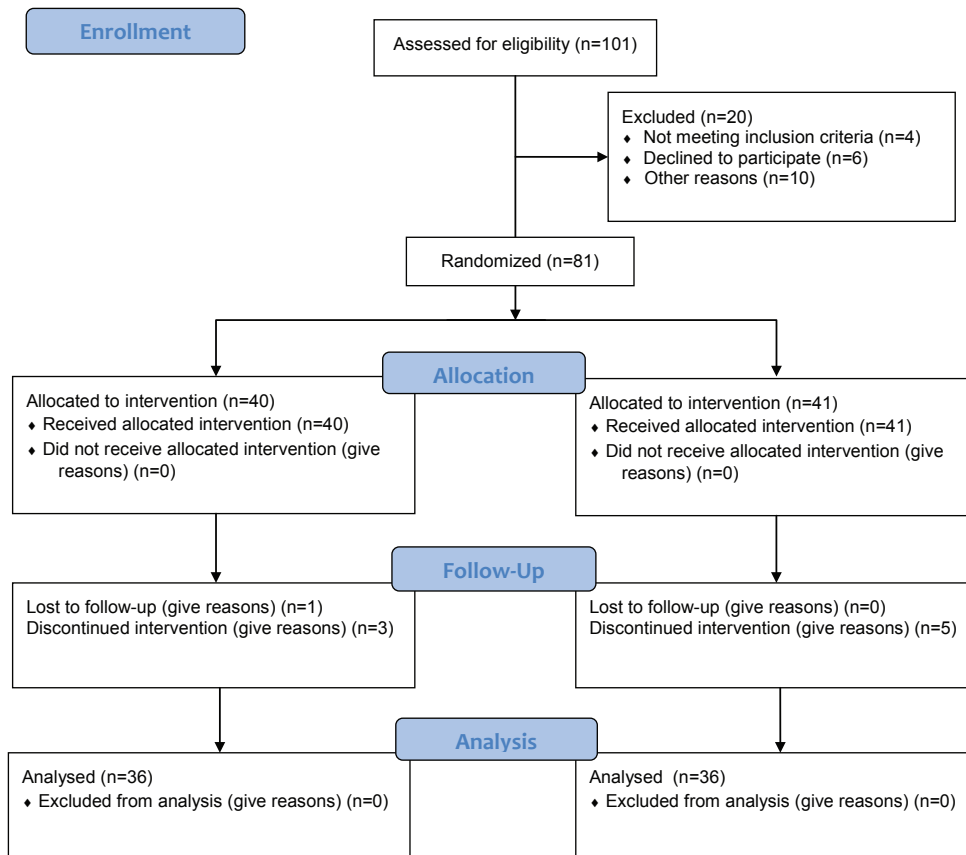 Enrollment
Assessed for eligibility (n=101)
Excluded (n=20)
♦ Not meeting inclusion criteria (n=4)
♦ Declined to participate (n=6)
♦ Other reasons (n=10)
Randomized (n=81)
Allocation
Allocated to intervention (n=40)
♦ Received allocated intervention (n=40)
♦ Did not receive allocated intervention (give
reasons) (n=0)
Allocated to intervention (n=41)
♦ Received allocated intervention (n=41)
♦ Did not receive allocated intervention (give
reasons) (n=0)
Follow-Up
Lost to follow-up (give reasons) (n=1)
Discontinued intervention (give reasons) (n=3)
Lost to follow-up (give reasons) (n=0)
Discontinued intervention (give reasons) (n=5)
Analysis
Analysed (n=36)
♦ Excluded from analysis (give reasons) (n=0)
Analysed (n=36)
♦ Excluded from analysis (give reasons) (n=0)